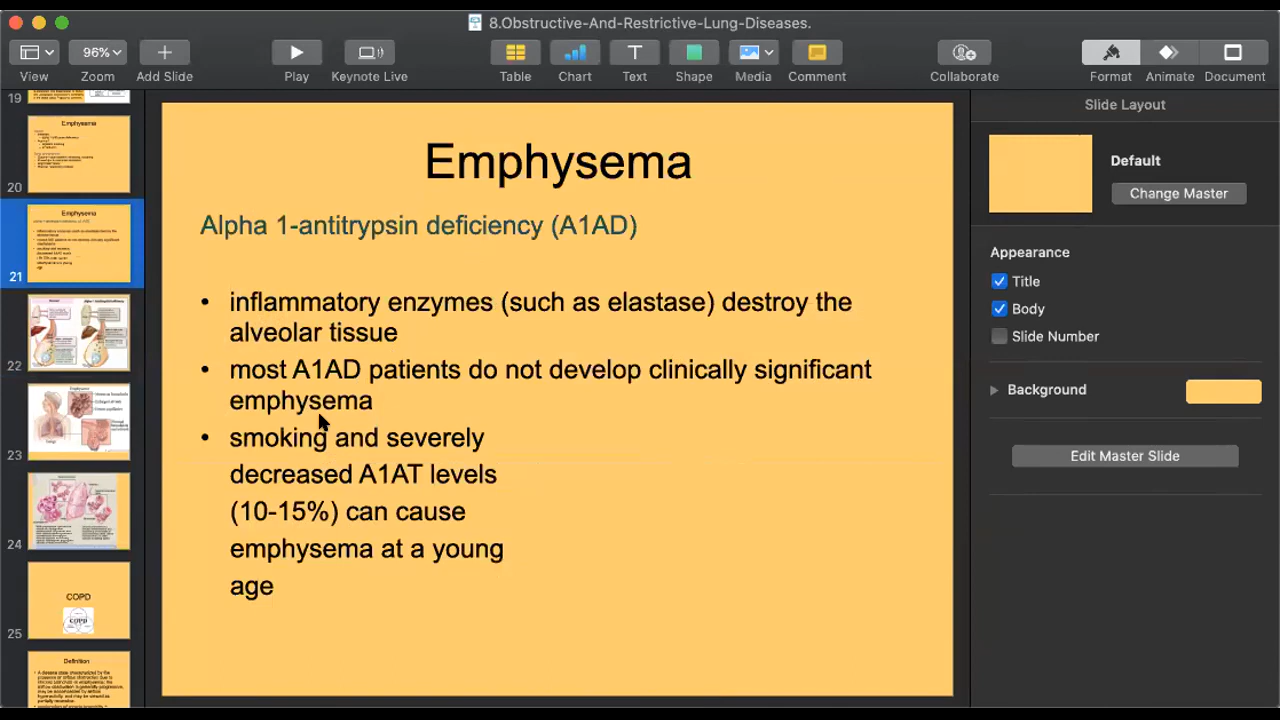 8.Obstructive-And-Restrictive-Lung-Diseases.
96%
View
Zoom
Add Slide
Play
Keynote Live
Table
Chart
Text
Shape
Media
Comment
Collaborate
Format
Animate
Document
19
Emphysema
20
Emphysema
21
22
23
24
COPD
COPD
25
Definition
Emphysema
Alpha 1-antitrypsin deficiency (A1AD)
• inflammatory enzymes (such as elastase) destroy the
alveolar tissue
• most A1AD patients do not develop clinically significant
emphysema
• smoking and severely
decreased A1AT levels
(10-15%) can cause
emphysema at a young
age
Slide Layout
Default
Change Master
Appearance
Title
Body
Slide Number
Background
Edit Master Slide